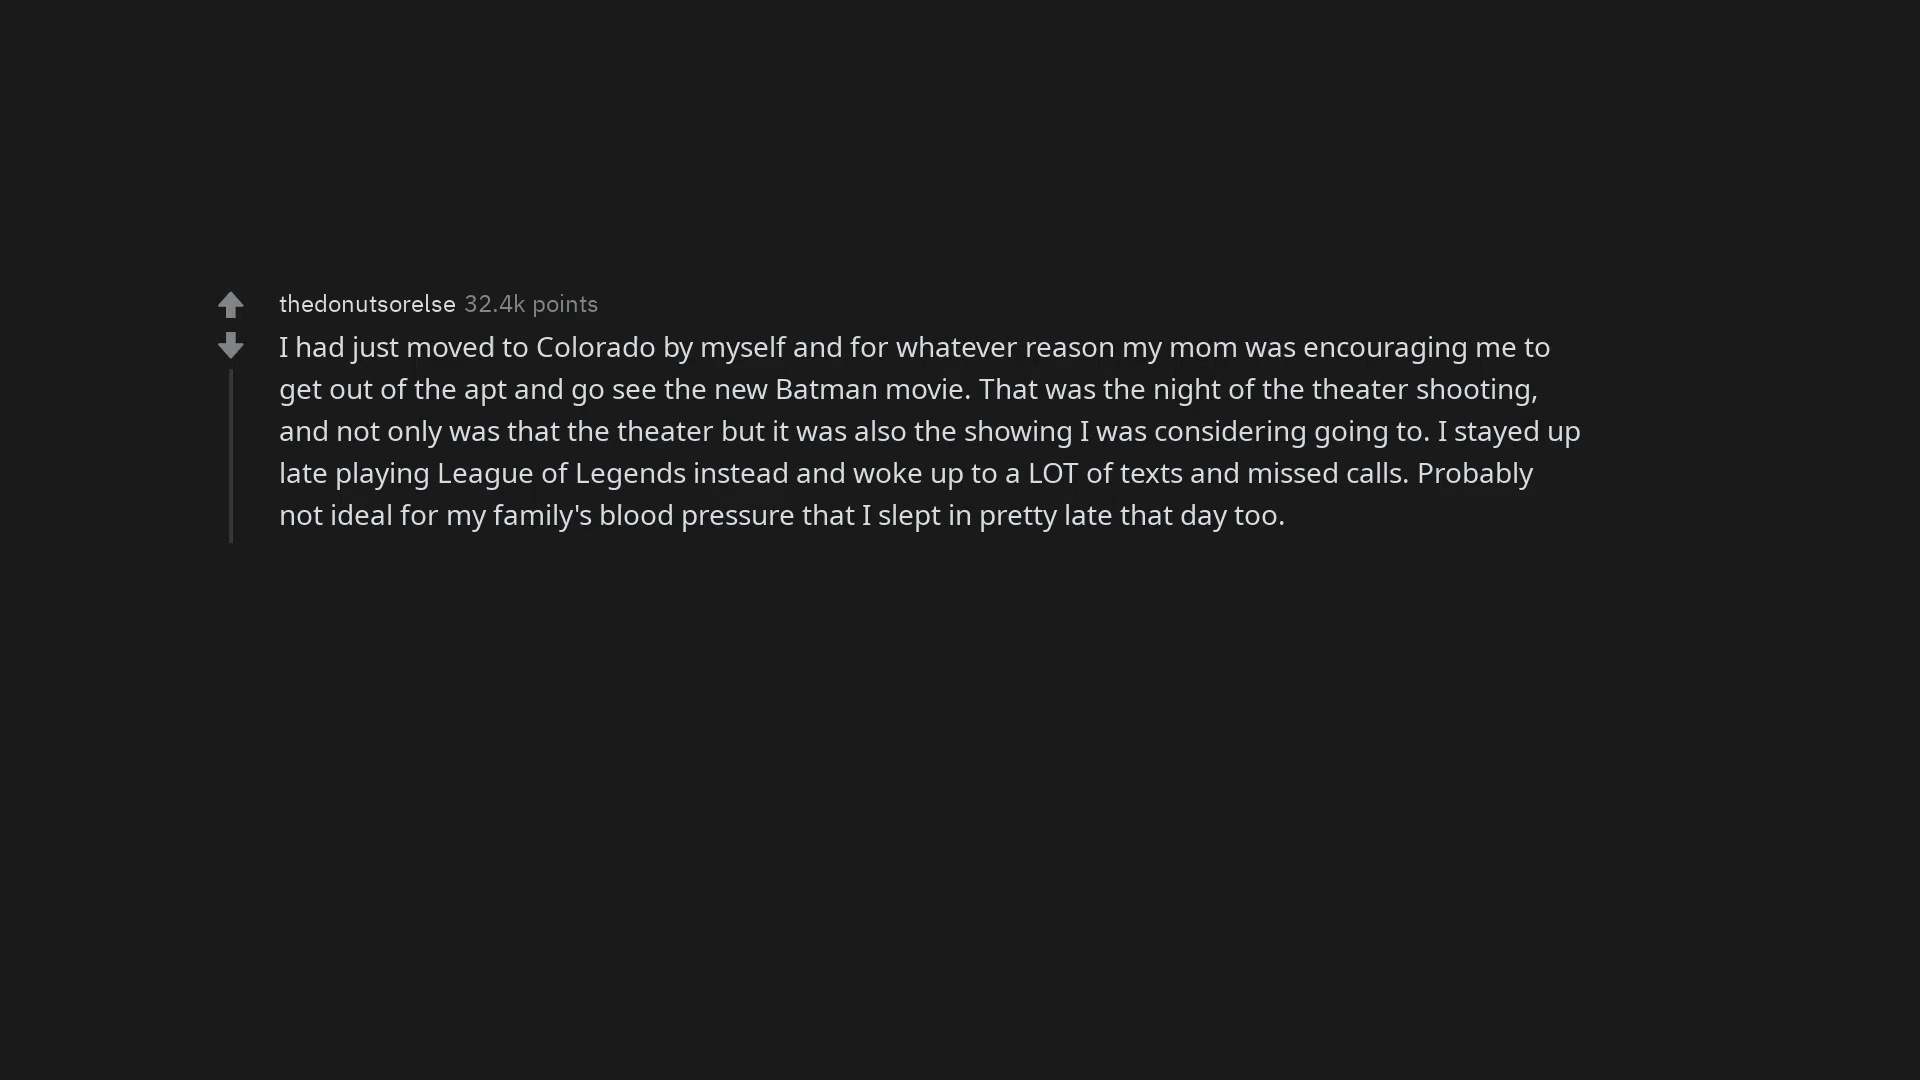 thedonutsorelse 32.4k points
I had just moved to Colorado by myself and for whatever reason my mom was encouraging me to
get out of the apt and go see the new Batman movie. That was the night of the theater shooting,
and not only was that the theater but it was also the showing I was considering going to. I stayed up
late playing League of Legends instead and woke up to a LOT of texts and missed calls. Probably
not ideal for my family's blood pressure that I slept in pretty late that day too.